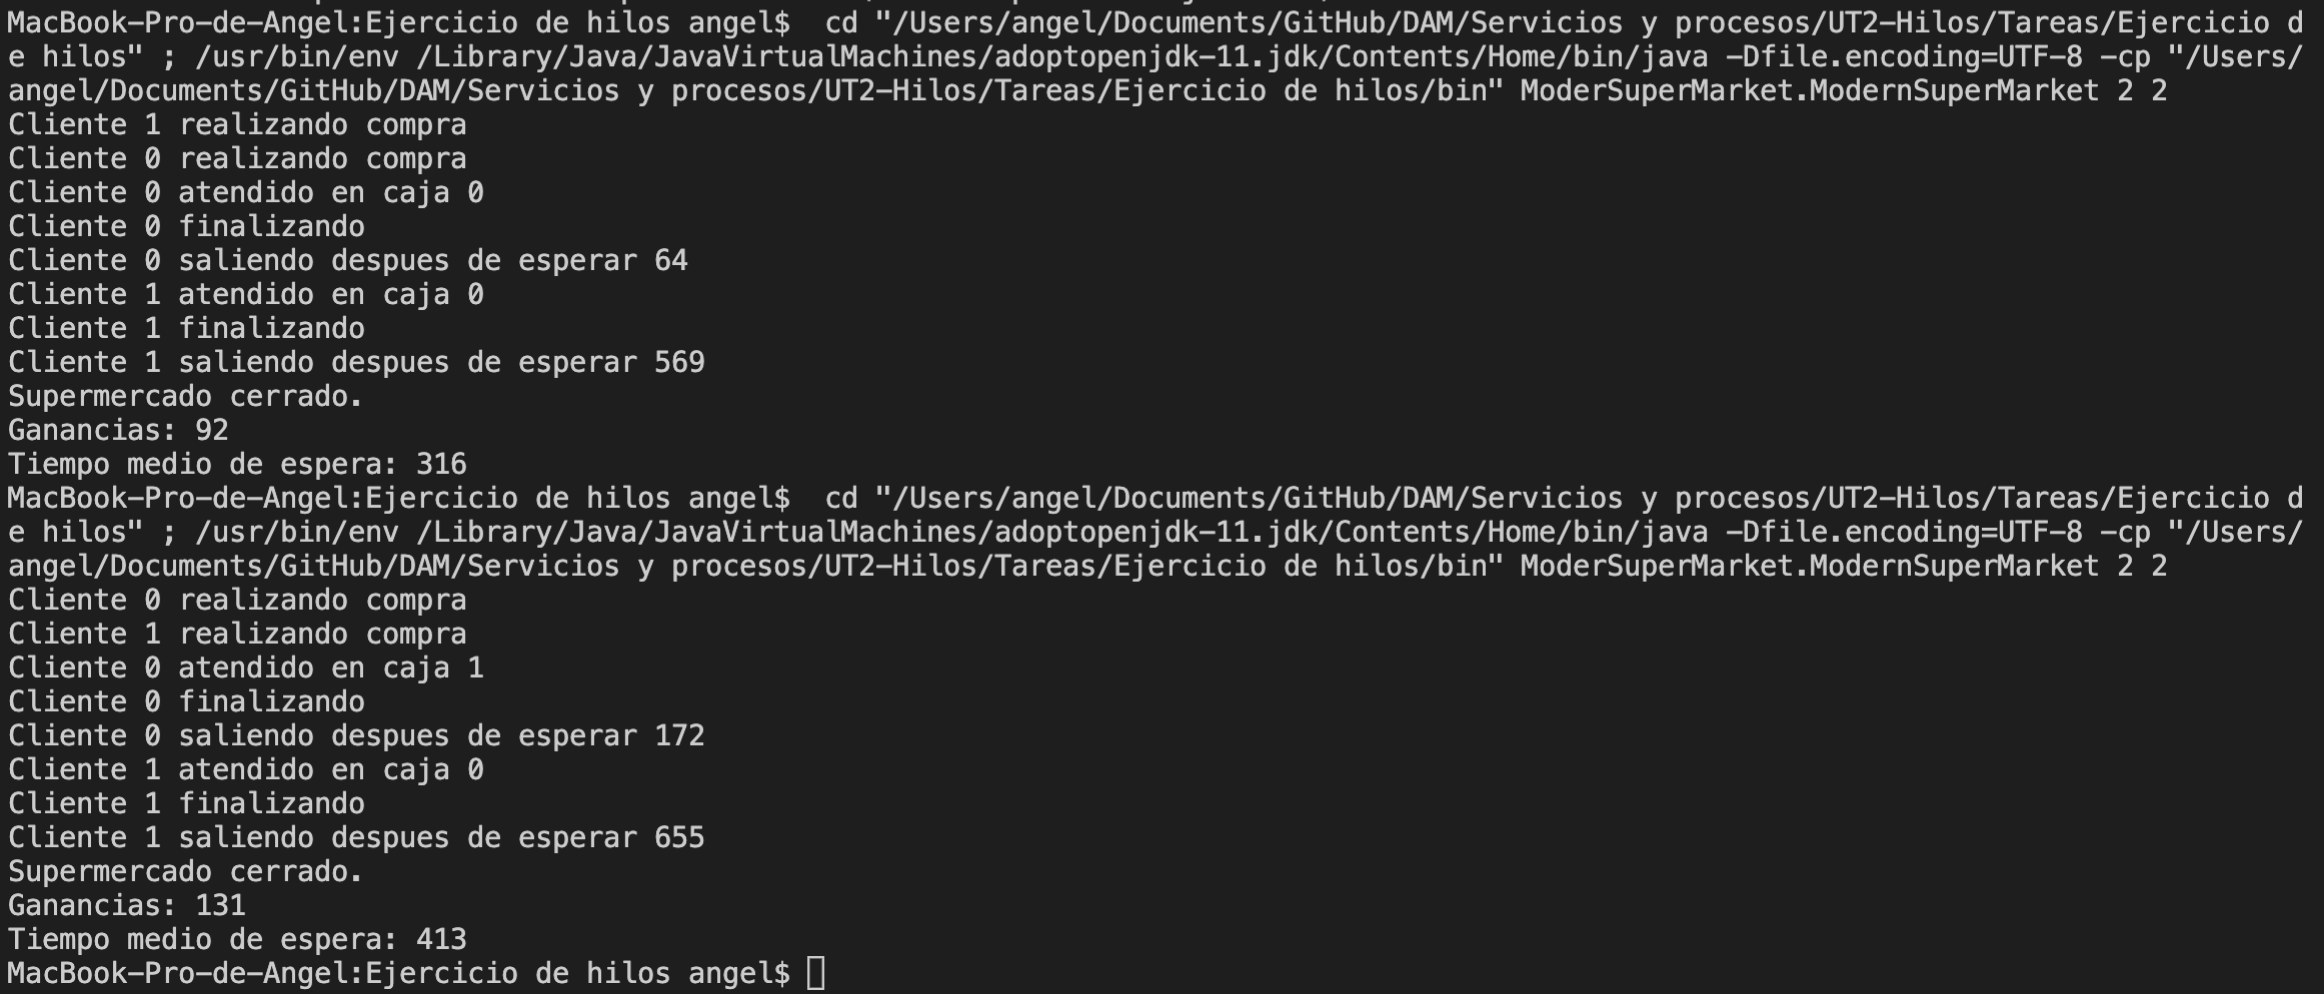 MacBook-Pro-de-Angel:Ejercicio de hilos angel$  cd "/Users/angel/Documents/GitHub/DAM/Servicios y procesos/UT2-Hilos/Tareas/Ejercicio d
e hilos" ; /usr/bin/env /Library/Java/JavaVirtualMachines/adoptopenjdk-11.jdk/Contents/Home/bin/java -Dfile.encoding=UTF-8 -cp "/Users/
angel/Documents/GitHub/DAM/Servicios y procesos/UT2-Hilos/Tareas/Ejercicio de hilos/bin" ModerSuperMarket.ModernSuperMarket 2 2
Cliente 1 realizando compra
Cliente 0 realizando compra
Cliente 0 atendido en caja 0
Cliente 0 finalizando
Cliente 0 saliendo despues de esperar 64
Cliente 1 atendido en caja 0
Cliente 1 finalizando
Cliente 1 saliendo despues de esperar 569
Supermercado cerrado.
Ganancias: 92
Tiempo medio de espera: 316
MacBook-Pro-de-Angel:Ejercicio de hilos angel$  cd "/Users/angel/Documents/GitHub/DAM/Servicios y procesos/UT2-Hilos/Tareas/Ejercicio d
e hilos" ; /usr/bin/env /Library/Java/JavaVirtualMachines/adoptopenjdk-11.jdk/Contents/Home/bin/java -Dfile.encoding=UTF-8 -cp "/Users/
angel/Documents/GitHub/DAM/Servicios y procesos/UT2-Hilos/Tareas/Ejercicio de hilos/bin" ModerSuperMarket.ModernSuperMarket 2 2
Cliente 0 realizando compra
Cliente 1 realizando compra
Cliente 0 atendido en caja 1
Cliente 0 finalizando
Cliente 0 saliendo despues de esperar 172
Cliente 1 atendido en caja 0
Cliente 1 finalizando
Cliente 1 saliendo despues de esperar 655
Supermercado cerrado.
Ganancias: 131
Tiempo medio de espera: 413
MacBook-Pro-de-Angel:Ejercicio de hilos angel$